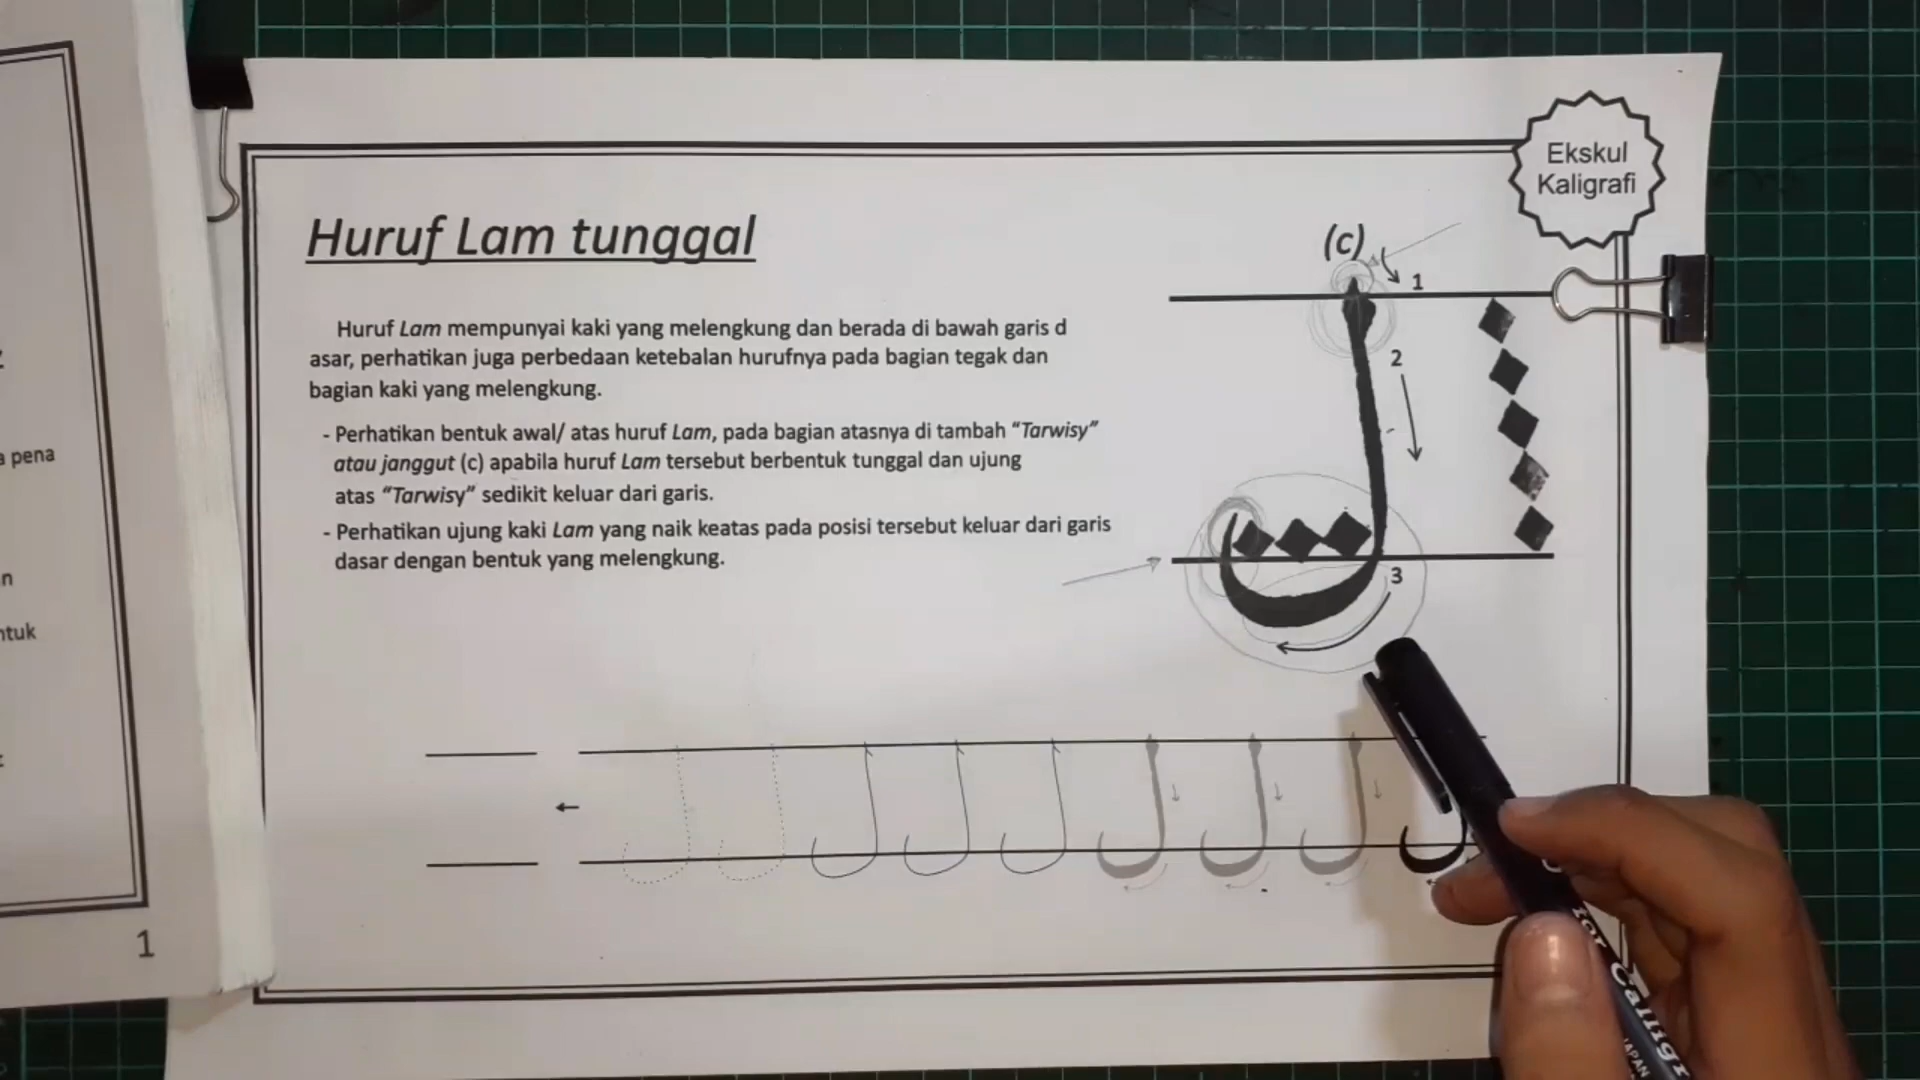 a pena
n
ntuk
1
Ekskul
Kaligrafi
Huruf Lam tunggal
Huruf Lam mempunyai kaki yang melengkung dan berada di bawah garis d
asar, perhatikan juga perbedaan ketebalan hurufnya pada bagian tegak dan
bagian kaki yang melengkung.
- Perhatikan bentuk awal/ atas huruf Lam, pada bagian atasnya di tambah “Tarwisy”
atau janggut (c) apabila huruf Lam tersebut berbentuk tunggal dan ujung
atas “Tarwisy” sedikit keluar dari garis.
- Perhatikan ujung kaki Lam yang naik keatas pada posisi tersebut keluar dari garis
dasar dengan bentuk yang melengkung.
(c)
1
2
3
ل
ل ل ل ل ل ل ل ل ل
Calligr
JAPAN